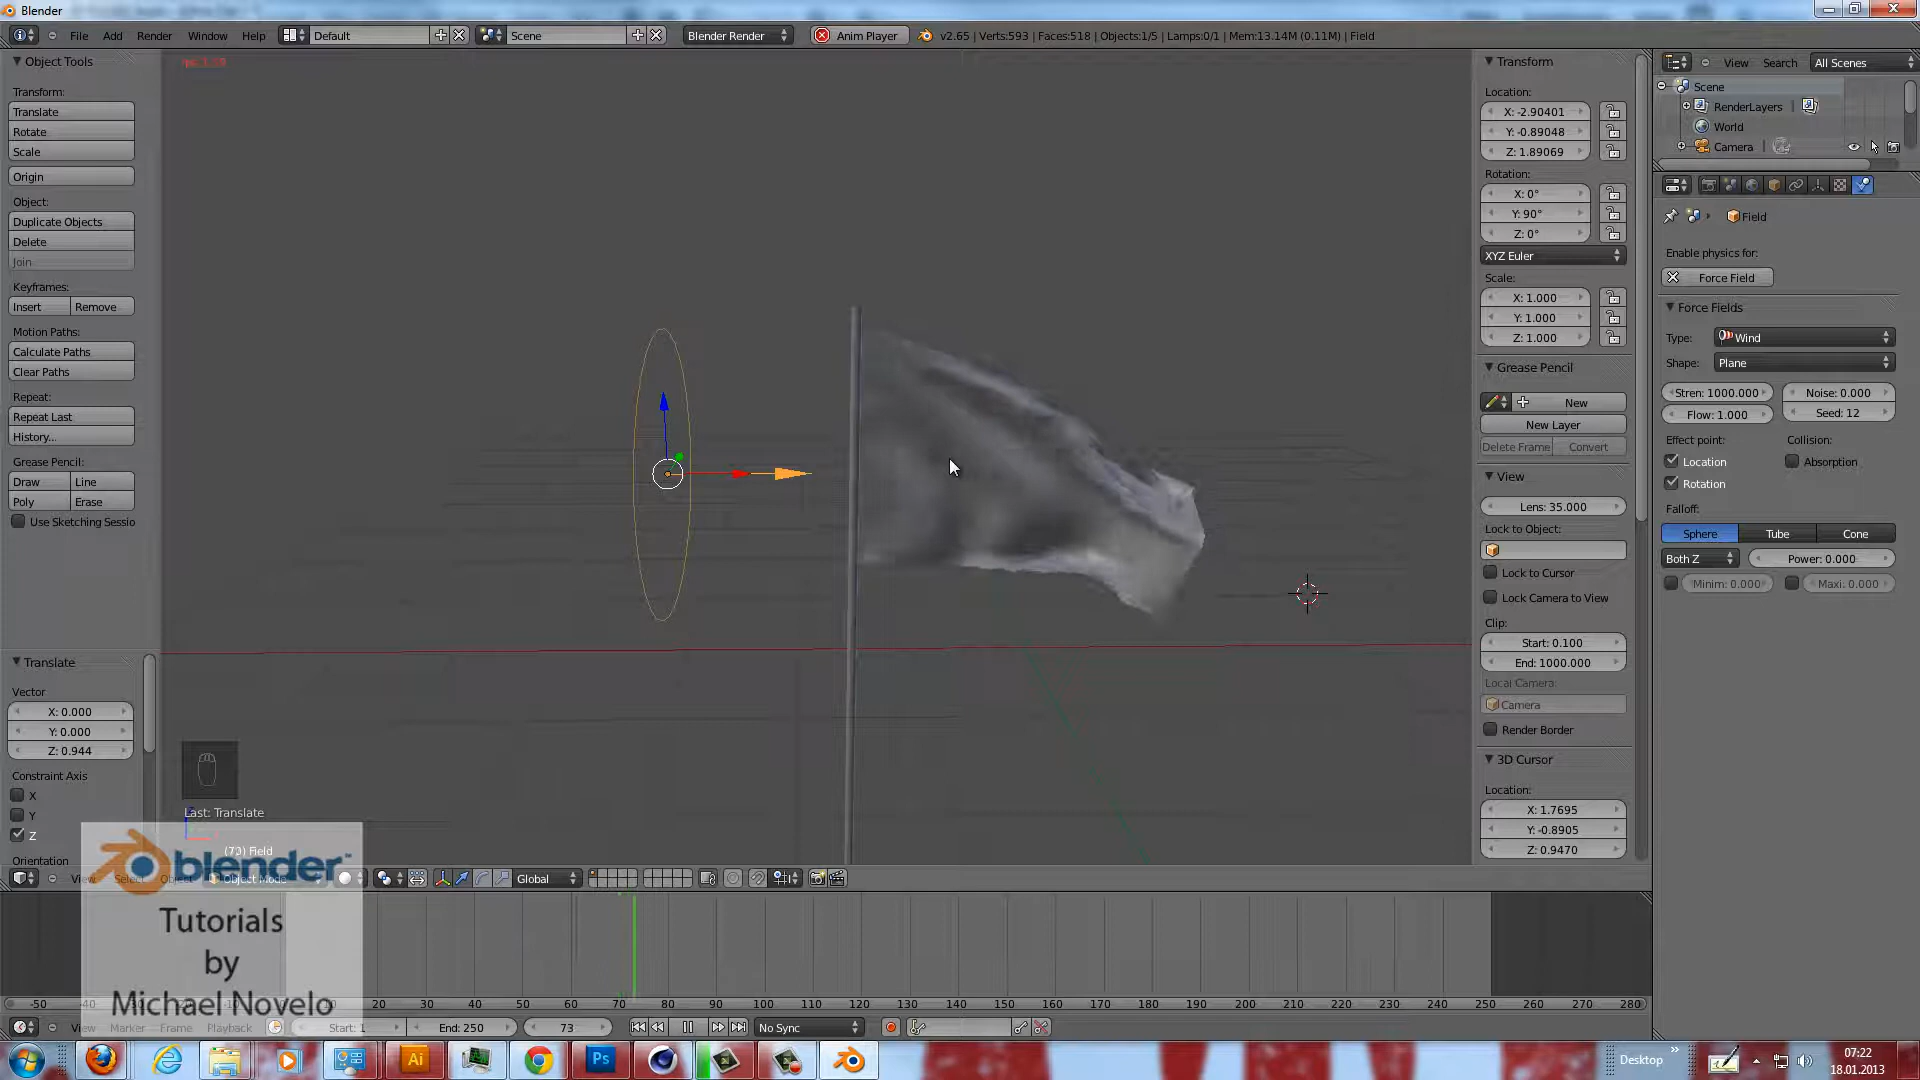 Blender
File Add Render Window Help Default Scene Blender Render Anim Player v2.65 | Verts:593 | Faces:518 | Objects:1/5 | Lamps:0/1 | Mem:13.14M (0.11M) | Field
Object Tools
Transform:
Translate
Rotate
Scale
Origin
Object:
Duplicate Objects
Delete
Join
Keyframes:
Insert Remove
Motion Paths:
Calculate Paths
Clear Paths
Repeat:
Repeat Last
History...
Grease Pencil:
Draw Line
Poly Erase
Use Sketching Sessio
Translate
Vector
X: 0.000
Y: 0.000
Z: 0.944
Constraint Axis
X
Y
Z
Orientation
Last: Translate
(73) Field
Transform
Location:
X: -2.90401
Y: -0.89048
Z: 1.89069
Rotation:
X: 0°
Y: 90°
Z: 0°
XYZ Euler
Scale:
X: 1.000
Y: 1.000
Z: 1.000
Grease Pencil
New
New Layer
Delete Frame Convert
View
Lens: 35.000
Lock to Object:
Lock to Cursor
Lock Camera to View
Clip:
Start: 0.100
End: 1000.000
Local Camera:
Camera
Render Border
3D Cursor
Location:
X: 1.7695
Y: -0.8905
Z: 0.9470
View Search All Scenes
Scene
RenderLayers
World
Camera
Field
Enable physics for:
Force Field
Force Fields
Type: Wind
Shape: Plane
Stren: 1000.000 Noise: 0.000
Flow: 1.000 Seed: 12
Effect point: Collision:
Location Absorption
Rotation
Falloff:
Sphere Tube Cone
Both Z Power: 0.000
Minim: 0.000 Maxi: 0.000
View Select Object Object Mode Global
blender™
Tutorials
by
Michael Novelo
-50 20 30 40 50 60 70 80 90 100 110 120 130 140 150 160 170 180 190 200 210 220 230 240 250 260 270 280
View Marker Frame Playback Start: 1 End: 250 73 No Sync
Ai Ps Desktop »
07:22
18.01.2013